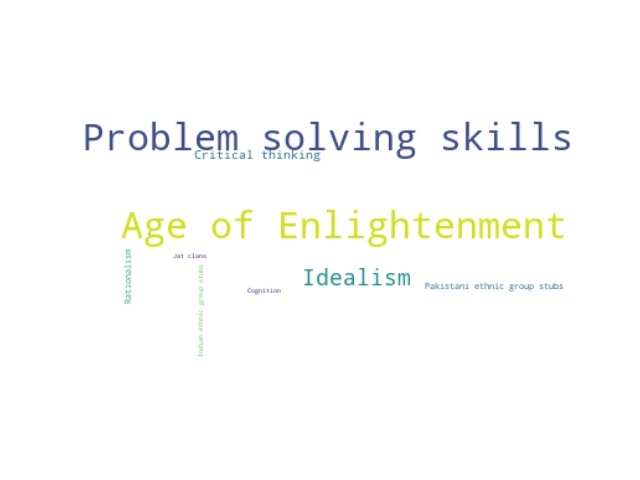 Problem solving skills
Critical thinking
Age of Enlightenment
Rationalism
Jat clans
Indian ethnic group stubs
Cognition
Idealism
Pakistani ethnic group stubs